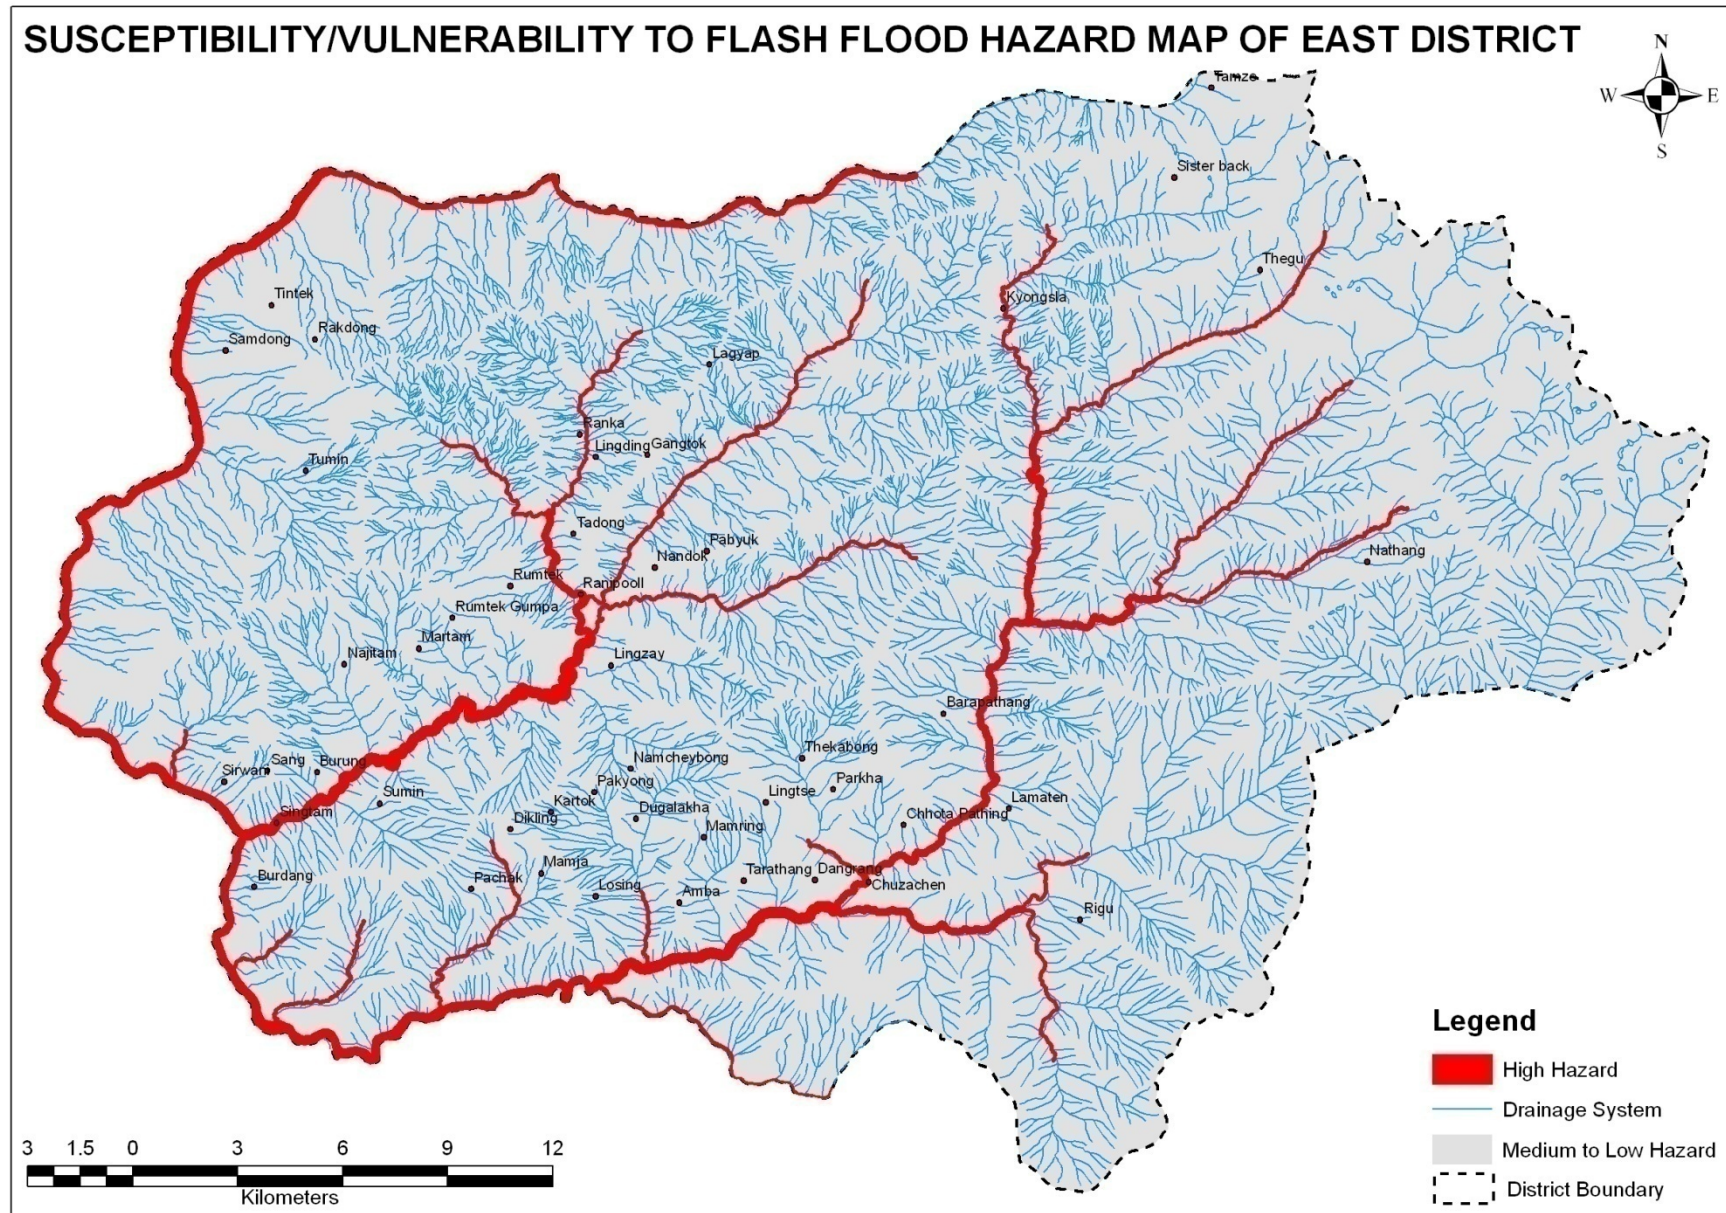 SUSCEPTIBILITY/VULNERABILITY TO FLASH FLOOD HAZARD MAP OF EAST DISTRICT
N
W E
S
Tamze
Sister back
Thegu
Kyongsla
Tintek
Rakdong
Samdong
Lagyap
Ranka
Lingding
Gangtok
Tumin
Tadong
Pabyuk
Nandok
Nathang
Rumtek
Ranipooll
Rumtek Gumpa
Martam
Najitam
Lingzay
Barapathang
Thekabong
Namcheybong
Sang
Burung
Sirwani
Pakyong
Parkha
Sumin
Kartok
Lingtse
Lamaten
Dugalakha
Singtam
Dikling
Chhota Pathing
Mamring
Mamja
Tarathang
Dangrang
Burdang
Pachak
Losing
Amba
Chuzachen
Rigu
Legend
High Hazard
Drainage System
Medium to Low Hazard
District Boundary
3 1.5 0 3 6 9 12
Kilometers